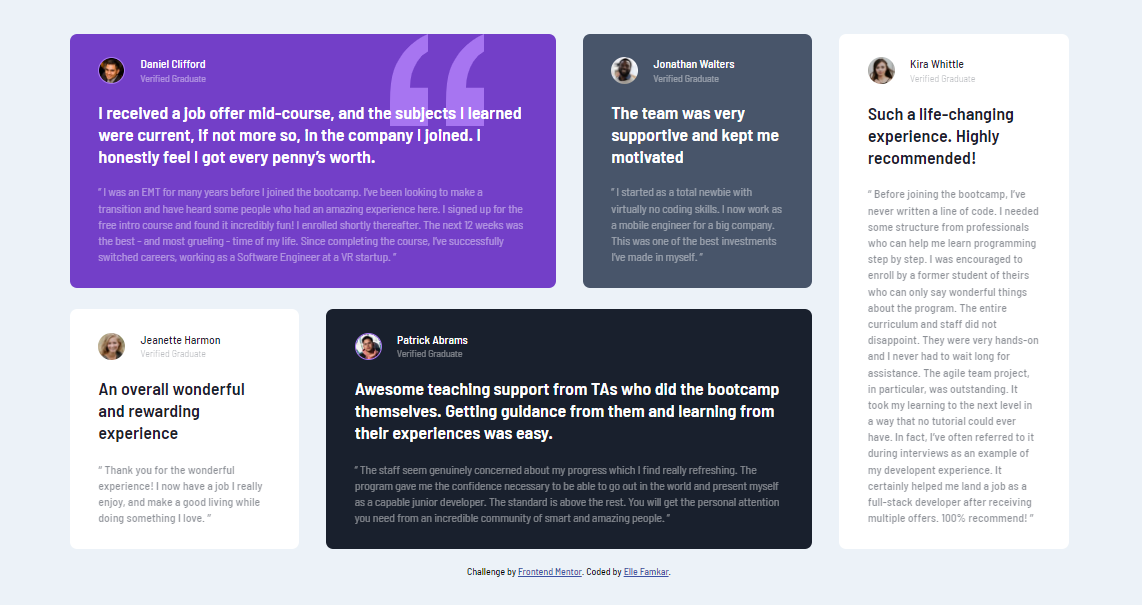 Daniel Clifford
Verified Graduate
I received a job offer mid-course, and the subjects I learned
were current, if not more so, in the company I joined. I
honestly feel I got every penny’s worth.
“ I was an EMT for many years before I joined the bootcamp. I’ve been looking to make a
transition and have heard some people who had an amazing experience here. I signed up for the
free intro course and found it incredibly fun! I enrolled shortly thereafter. The next 12 weeks was
the best - and most grueling - time of my life. Since completing the course, I’ve successfully
switched careers, working as a Software Engineer at a VR startup. ”
Jonathan Walters
Verified Graduate
The team was very
supportive and kept me
motivated
“ I started as a total newbie with
virtually no coding skills. I now work as
a mobile engineer for a big company.
This was one of the best investments
I’ve made in myself. ”
Kira Whittle
Verified Graduate
Such a life-changing
experience. Highly
recommended!
“ Before joining the bootcamp, I’ve
never written a line of code. I needed
some structure from professionals
who can help me learn programming
step by step. I was encouraged to
enroll by a former student of theirs
who can only say wonderful things
about the program. The entire
curriculum and staff did not
disappoint. They were very hands-on
and I never had to wait long for
assistance. The agile team project,
in particular, was outstanding. It
took my learning to the next level in
a way that no tutorial could ever
have. In fact, I’ve often referred to it
during interviews as an example of
my developent experience. It
certainly helped me land a job as a
full-stack developer after receiving
multiple offers. 100% recommend! ”
Jeanette Harmon
Verified Graduate
An overall wonderful
and rewarding
experience
“ Thank you for the wonderful
experience! I now have a job I really
enjoy, and make a good living while
doing something I love. ”
Patrick Abrams
Verified Graduate
Awesome teaching support from TAs who did the bootcamp
themselves. Getting guidance from them and learning from
their experiences was easy.
“ The staff seem genuinely concerned about my progress which I find really refreshing. The
program gave me the confidence necessary to be able to go out in the world and present myself
as a capable junior developer. The standard is above the rest. You will get the personal attention
you need from an incredible community of smart and amazing people. ”
Challenge by Frontend Mentor. Coded by Elle Famkar.